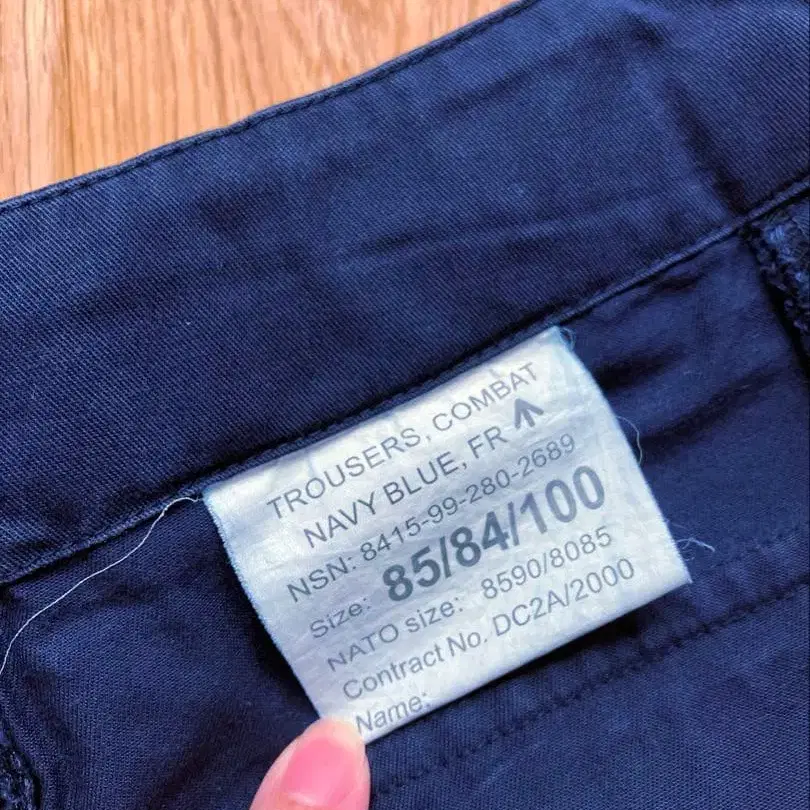 TROUSERS, COMBAT
NAVY BLUE, FR
NSN: 8415-99-280-2689
Size: 85/84/100
NATO size: 8590/8085
Contract No. DC2A/2000
Name: